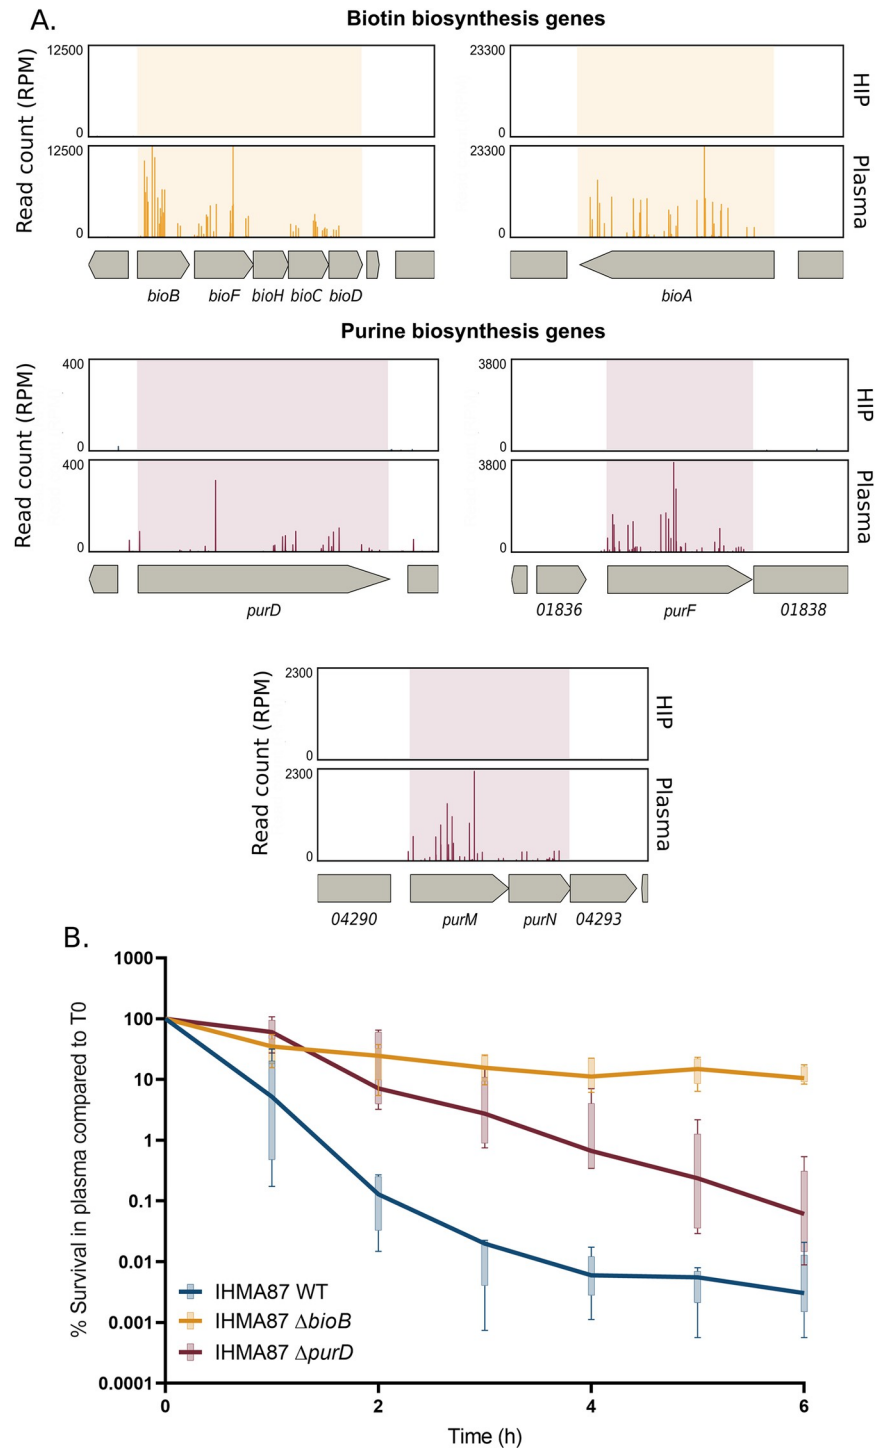 A.
Biotin biosynthesis genes
Read count (RPM)
12500
0
23300
0
HIP
12500
0
23300
0
Plasma
bioB bioF bioH bioC bioD
bioA
Purine biosynthesis genes
Read count (RPM)
400
0
3800
0
HIP
400
0
3800
0
Plasma
purD
01836 purF 01838
Read count (RPM)
2300
0
HIP
2300
0
Plasma
04290 purM purN 04293
B.
% Survival in plasma compared to T0
1000
100
10
1
0.1
0.01
0.001
0.0001
IHMA87 WT
IHMA87 ΔbioB
IHMA87 ΔpurD
0 2 4 6
Time (h)